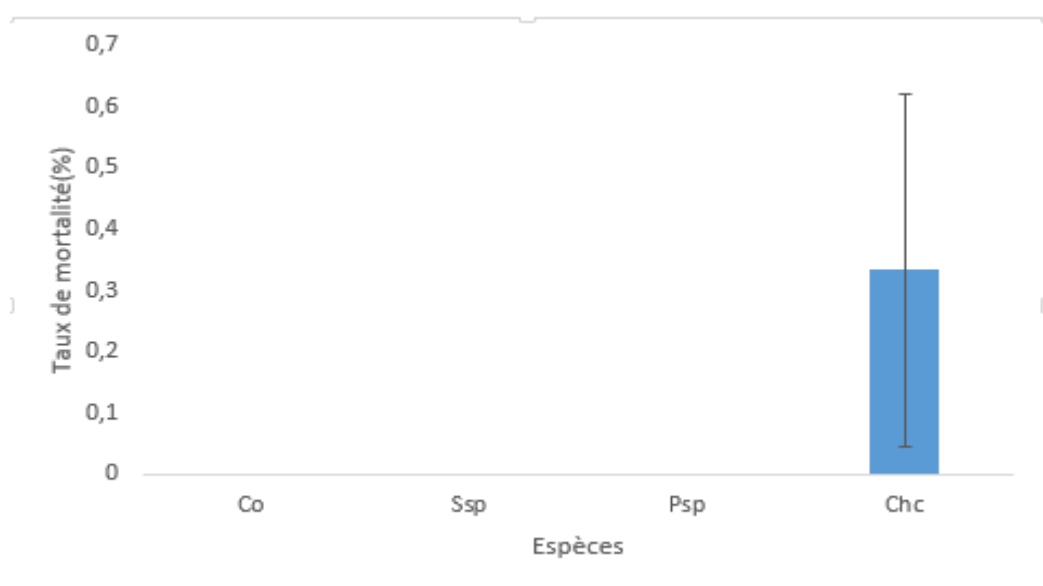 0,7
0,6
0,5
0,4
0,3
0,2
0,1
0
Taux de mortalité(%)
Co Ssp Psp Chc
Espèces